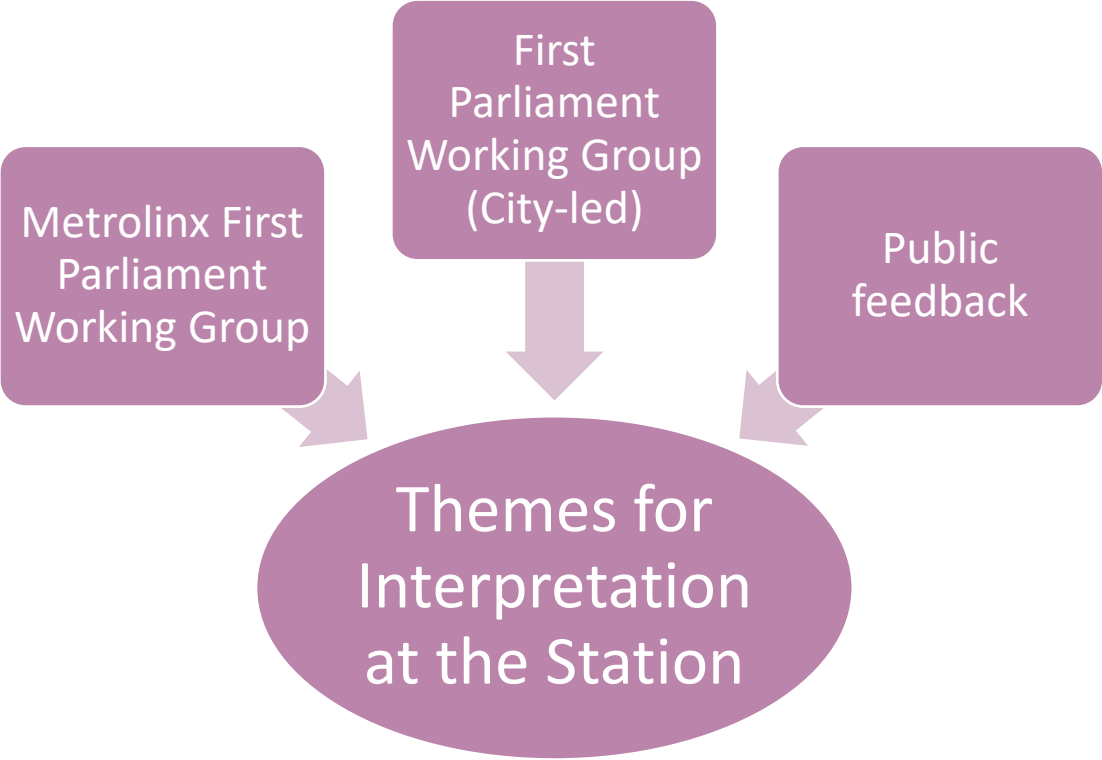 Metrolinx First
Parliament
Working Group
First
Parliament
Working Group
(City-led)
Public
feedback
Themes for
Interpretation
at the Station